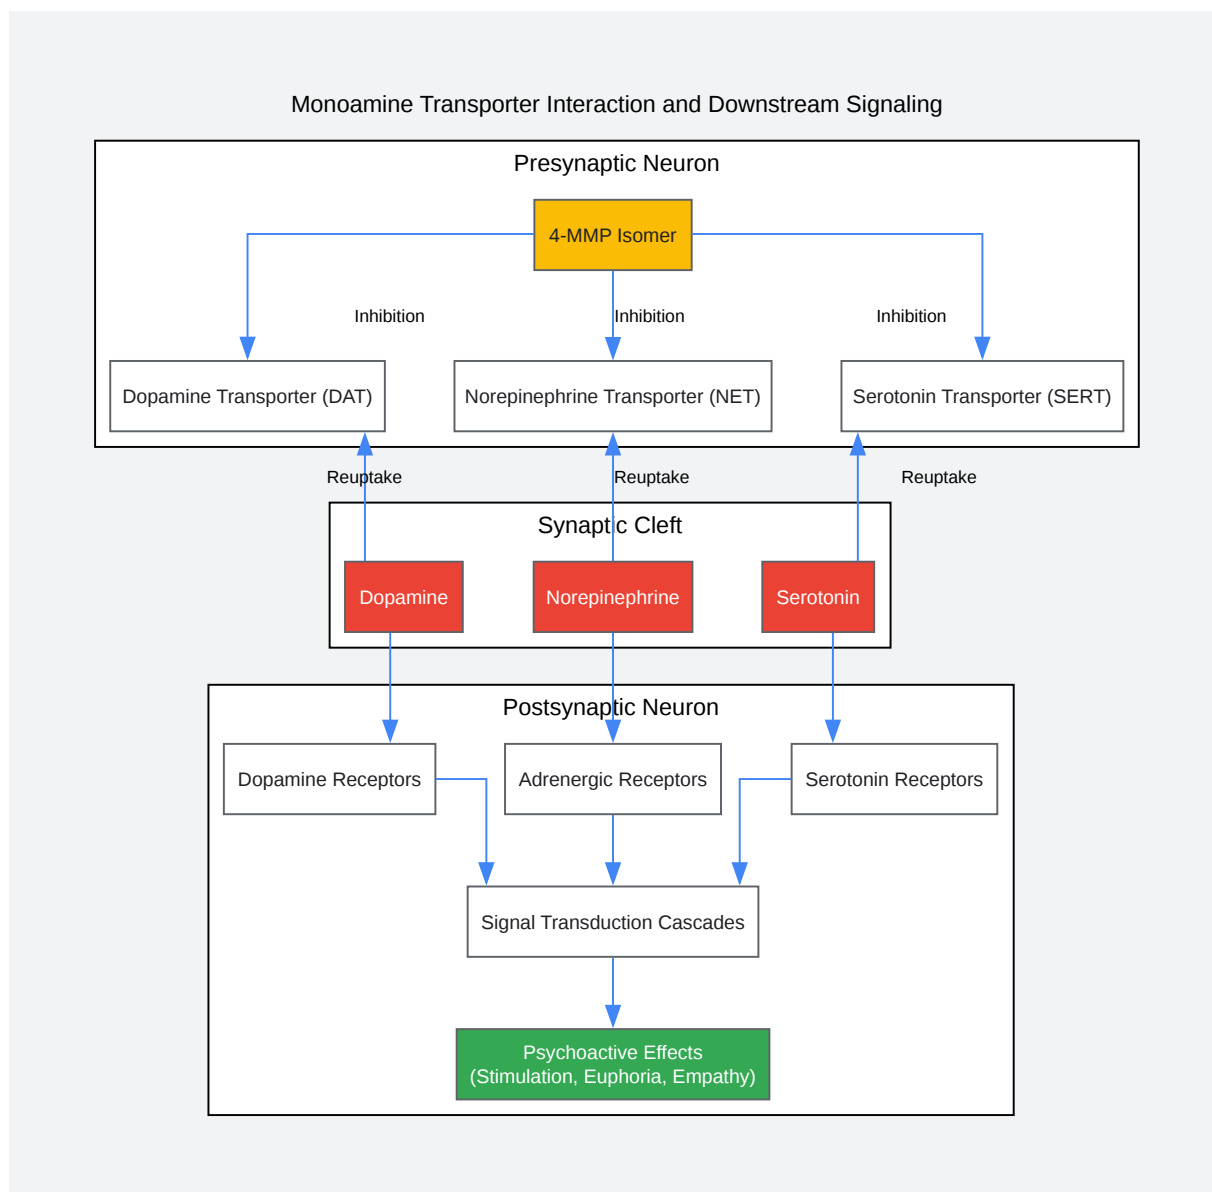 Monoamine Transporter Interaction and Downstream Signaling
Presynaptic Neuron
4-MMP Isomer
Inhibition
Inhibition
Inhibition
Dopamine Transporter (DAT)
Norepinephrine Transporter (NET)
Serotonin Transporter (SERT)
Reuptake
Reuptake
Reuptake
Synaptic Cleft
Dopamine
Norepinephrine
Serotonin
Postsynaptic Neuron
Dopamine Receptors
Adrenergic Receptors
Serotonin Receptors
Signal Transduction Cascades
Psychoactive Effects
(Stimulation, Euphoria, Empathy)